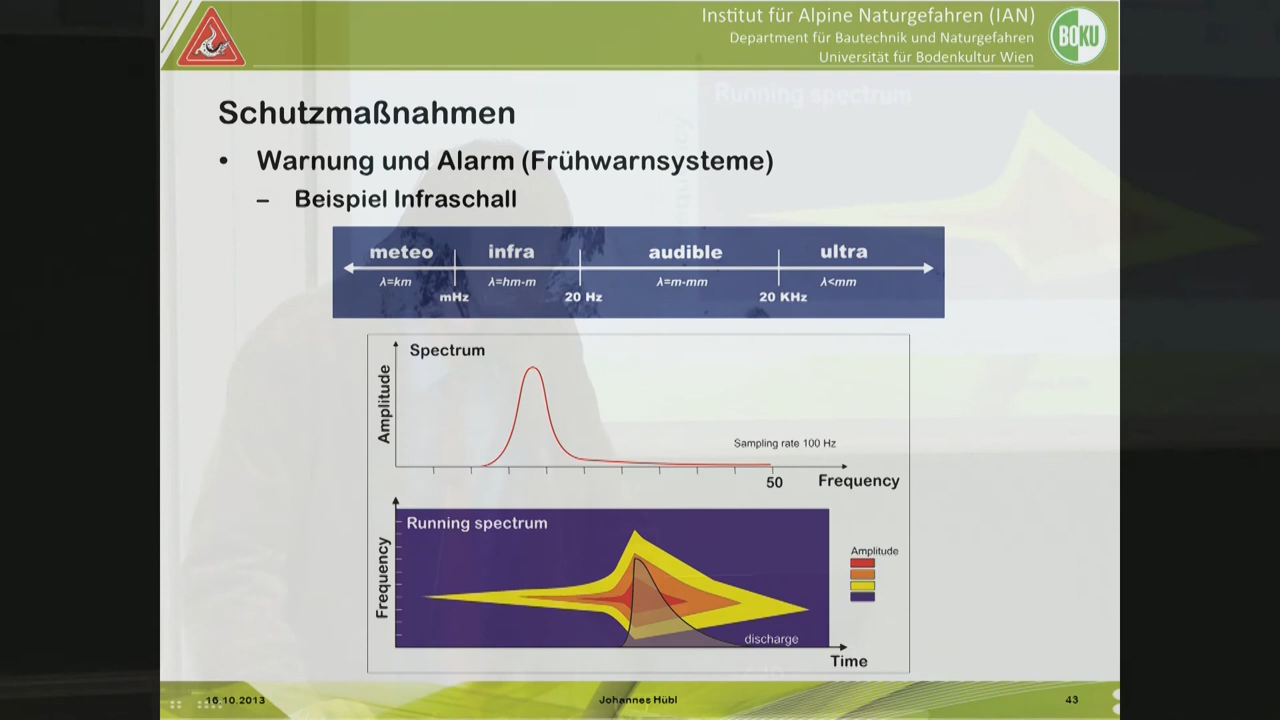 Institut für Alpine Naturgefahren (IAN)
Department für Bautechnik und Naturgefahren
Universität für Bodenkultur Wien
BOKU
Running spectrum
Schutzmaßnahmen
• Warnung und Alarm (Frühwarnsysteme)
– Beispiel Infraschall
meteo infra audible ultra
λ=km λ=hm-m λ=m-mm λ<mm
mHz 20 Hz 20 KHz
Spectrum
Amplitude
Sampling rate 100 Hz
50 Frequency
Running spectrum
Frequency
Amplitude
discharge
Time
16.10.2013 Johannes Hübl 43